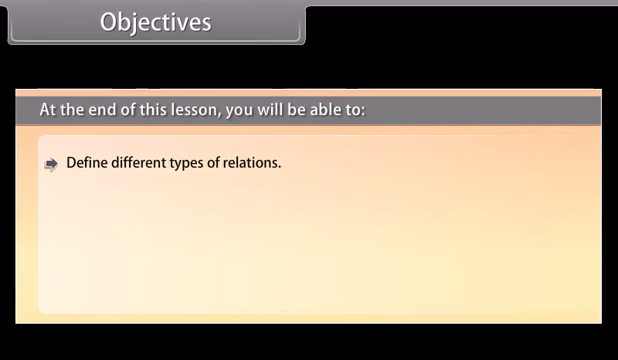 Objectives
At the end of this lesson, you will be able to:
Define different types of relations.